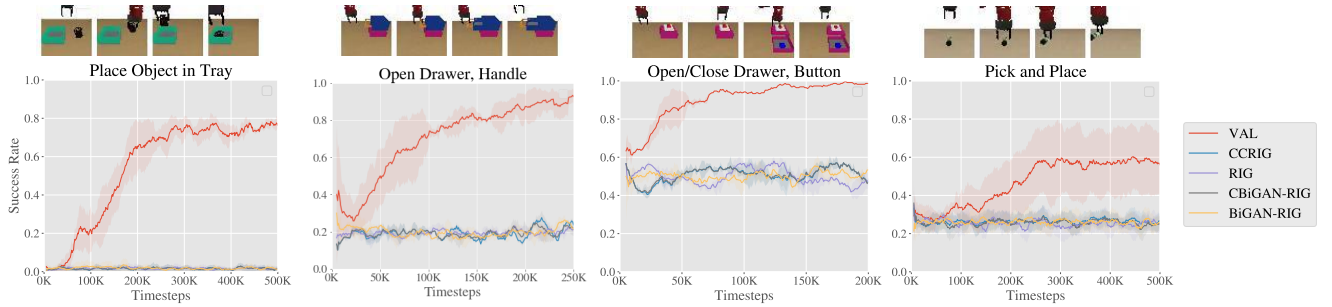 Place Object in Tray
Open Drawer, Handle
Open/Close Drawer, Button
Pick and Place
Success Rate
1.0
0.8
0.6
0.4
0.2
0.0
0K
100K
200K
300K
400K
500K
Timesteps
1.0
0.8
0.6
0.4
0.2
0.0
0K
50K
100K
150K
200K
250K
Timesteps
1.0
0.8
0.6
0.4
0.2
0.0
0K
50K
100K
150K
200K
Timesteps
1.0
0.8
0.6
0.4
0.2
0.0
0K
100K
200K
300K
400K
500K
Timesteps
VAL
CCRIG
RIG
CBiGAN-RIG
BiGAN-RIG